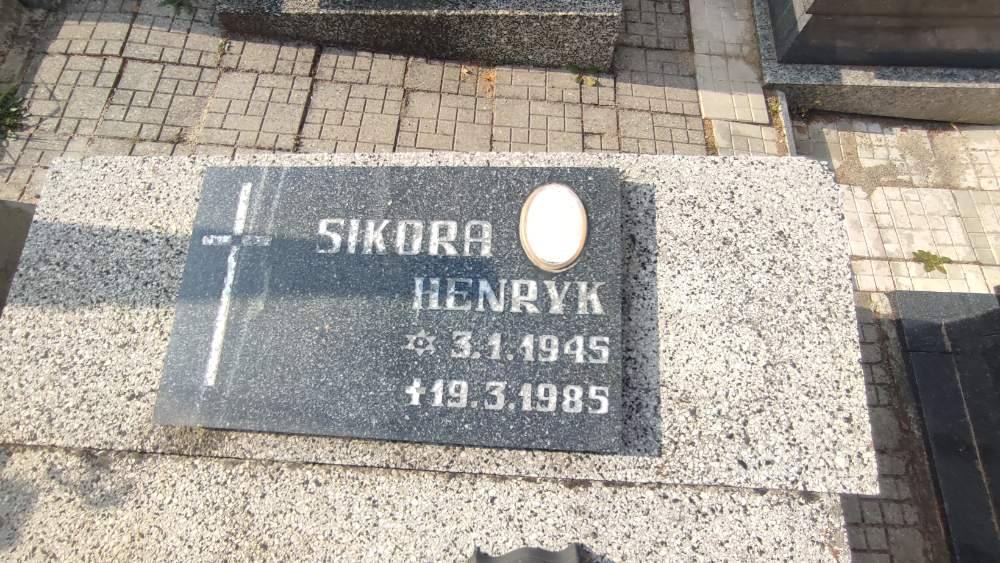 SIKORA
HENRYK
✡ 3.1.1945
✝19.3.1985